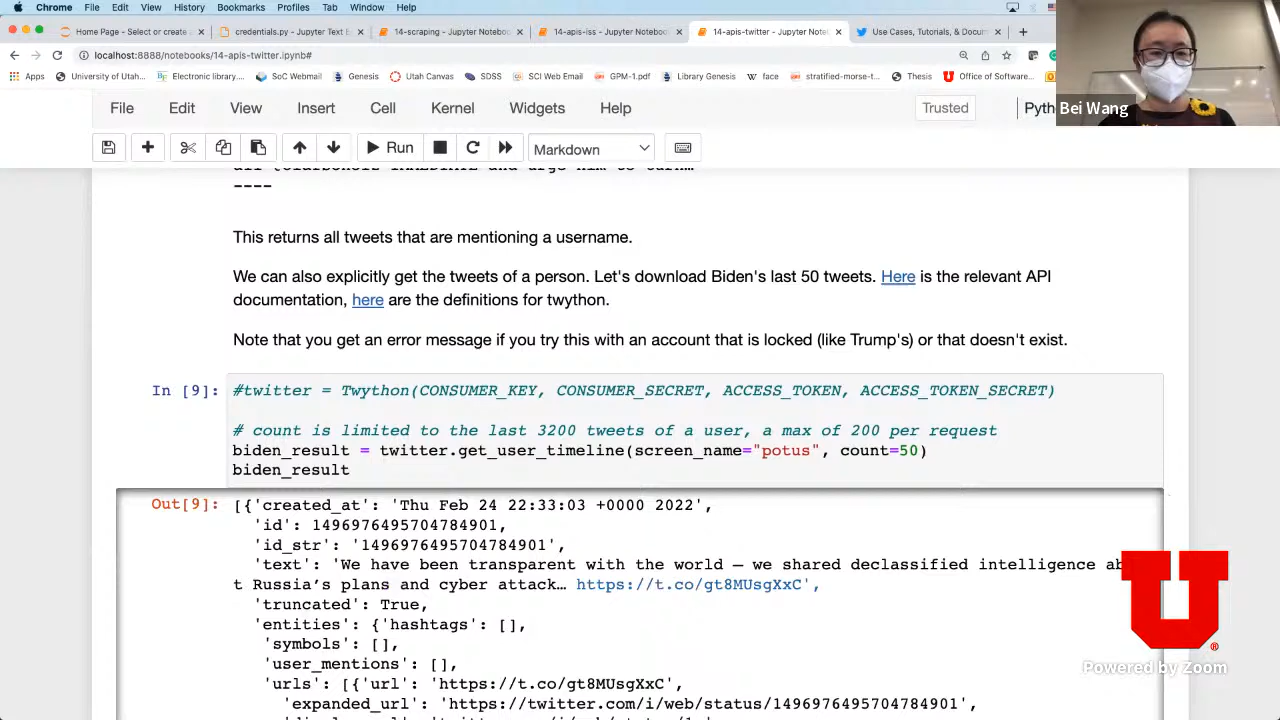 Chrome File Edit View History Bookmarks Profiles Tab Window Help
Home Page - Select or create a
credentials.py - Jupyter Text E
14-scraping - Jupyter Notebook
14-apis-iss - Jupyter Notebook
14-apis-twitter - Jupyter Note
Use Cases, Tutorials, & Docum
localhost:8888/notebooks/14-apis-twitter.ipynb#
Apps University of Utah... Electronic library... SoC Webmail Genesis Utah Canvas SDSS SCI Web Email GPM-1.pdf Library Genesis face stratified-morse-t... Thesis Office of Software...
File Edit View Insert Cell Kernel Widgets Help
Trusted
Bei Wang
Run
Markdown
----
This returns all tweets that are mentioning a username.
We can also explicitly get the tweets of a person. Let's download Biden's last 50 tweets. Here is the relevant API
documentation, here are the definitions for twython.
Note that you get an error message if you try this with an account that is locked (like Trump's) or that doesn't exist.
In [9]: #twitter = Twython(CONSUMER_KEY, CONSUMER_SECRET, ACCESS_TOKEN, ACCESS_TOKEN_SECRET)
# count is limited to the last 3200 tweets of a user, a max of 200 per request
biden_result = twitter.get_user_timeline(screen_name="potus", count=50)
biden_result
Out[9]: [{'created_at': 'Thu Feb 24 22:33:03 +0000 2022',
'id': 1496976495704784901,
'id_str': '1496976495704784901',
'text': 'We have been transparent with the world — we shared declassified intelligence ab
t Russia’s plans and cyber attack… https://t.co/gt8MUsgXxC',
'truncated': True,
'entities': {'hashtags': [],
'symbols': [],
'user_mentions': [],
'urls': [{'url': 'https://t.co/gt8MUsgXxC',
'expanded_url': 'https://twitter.com/i/web/status/1496976495704784901',
U
Powered by Zoom